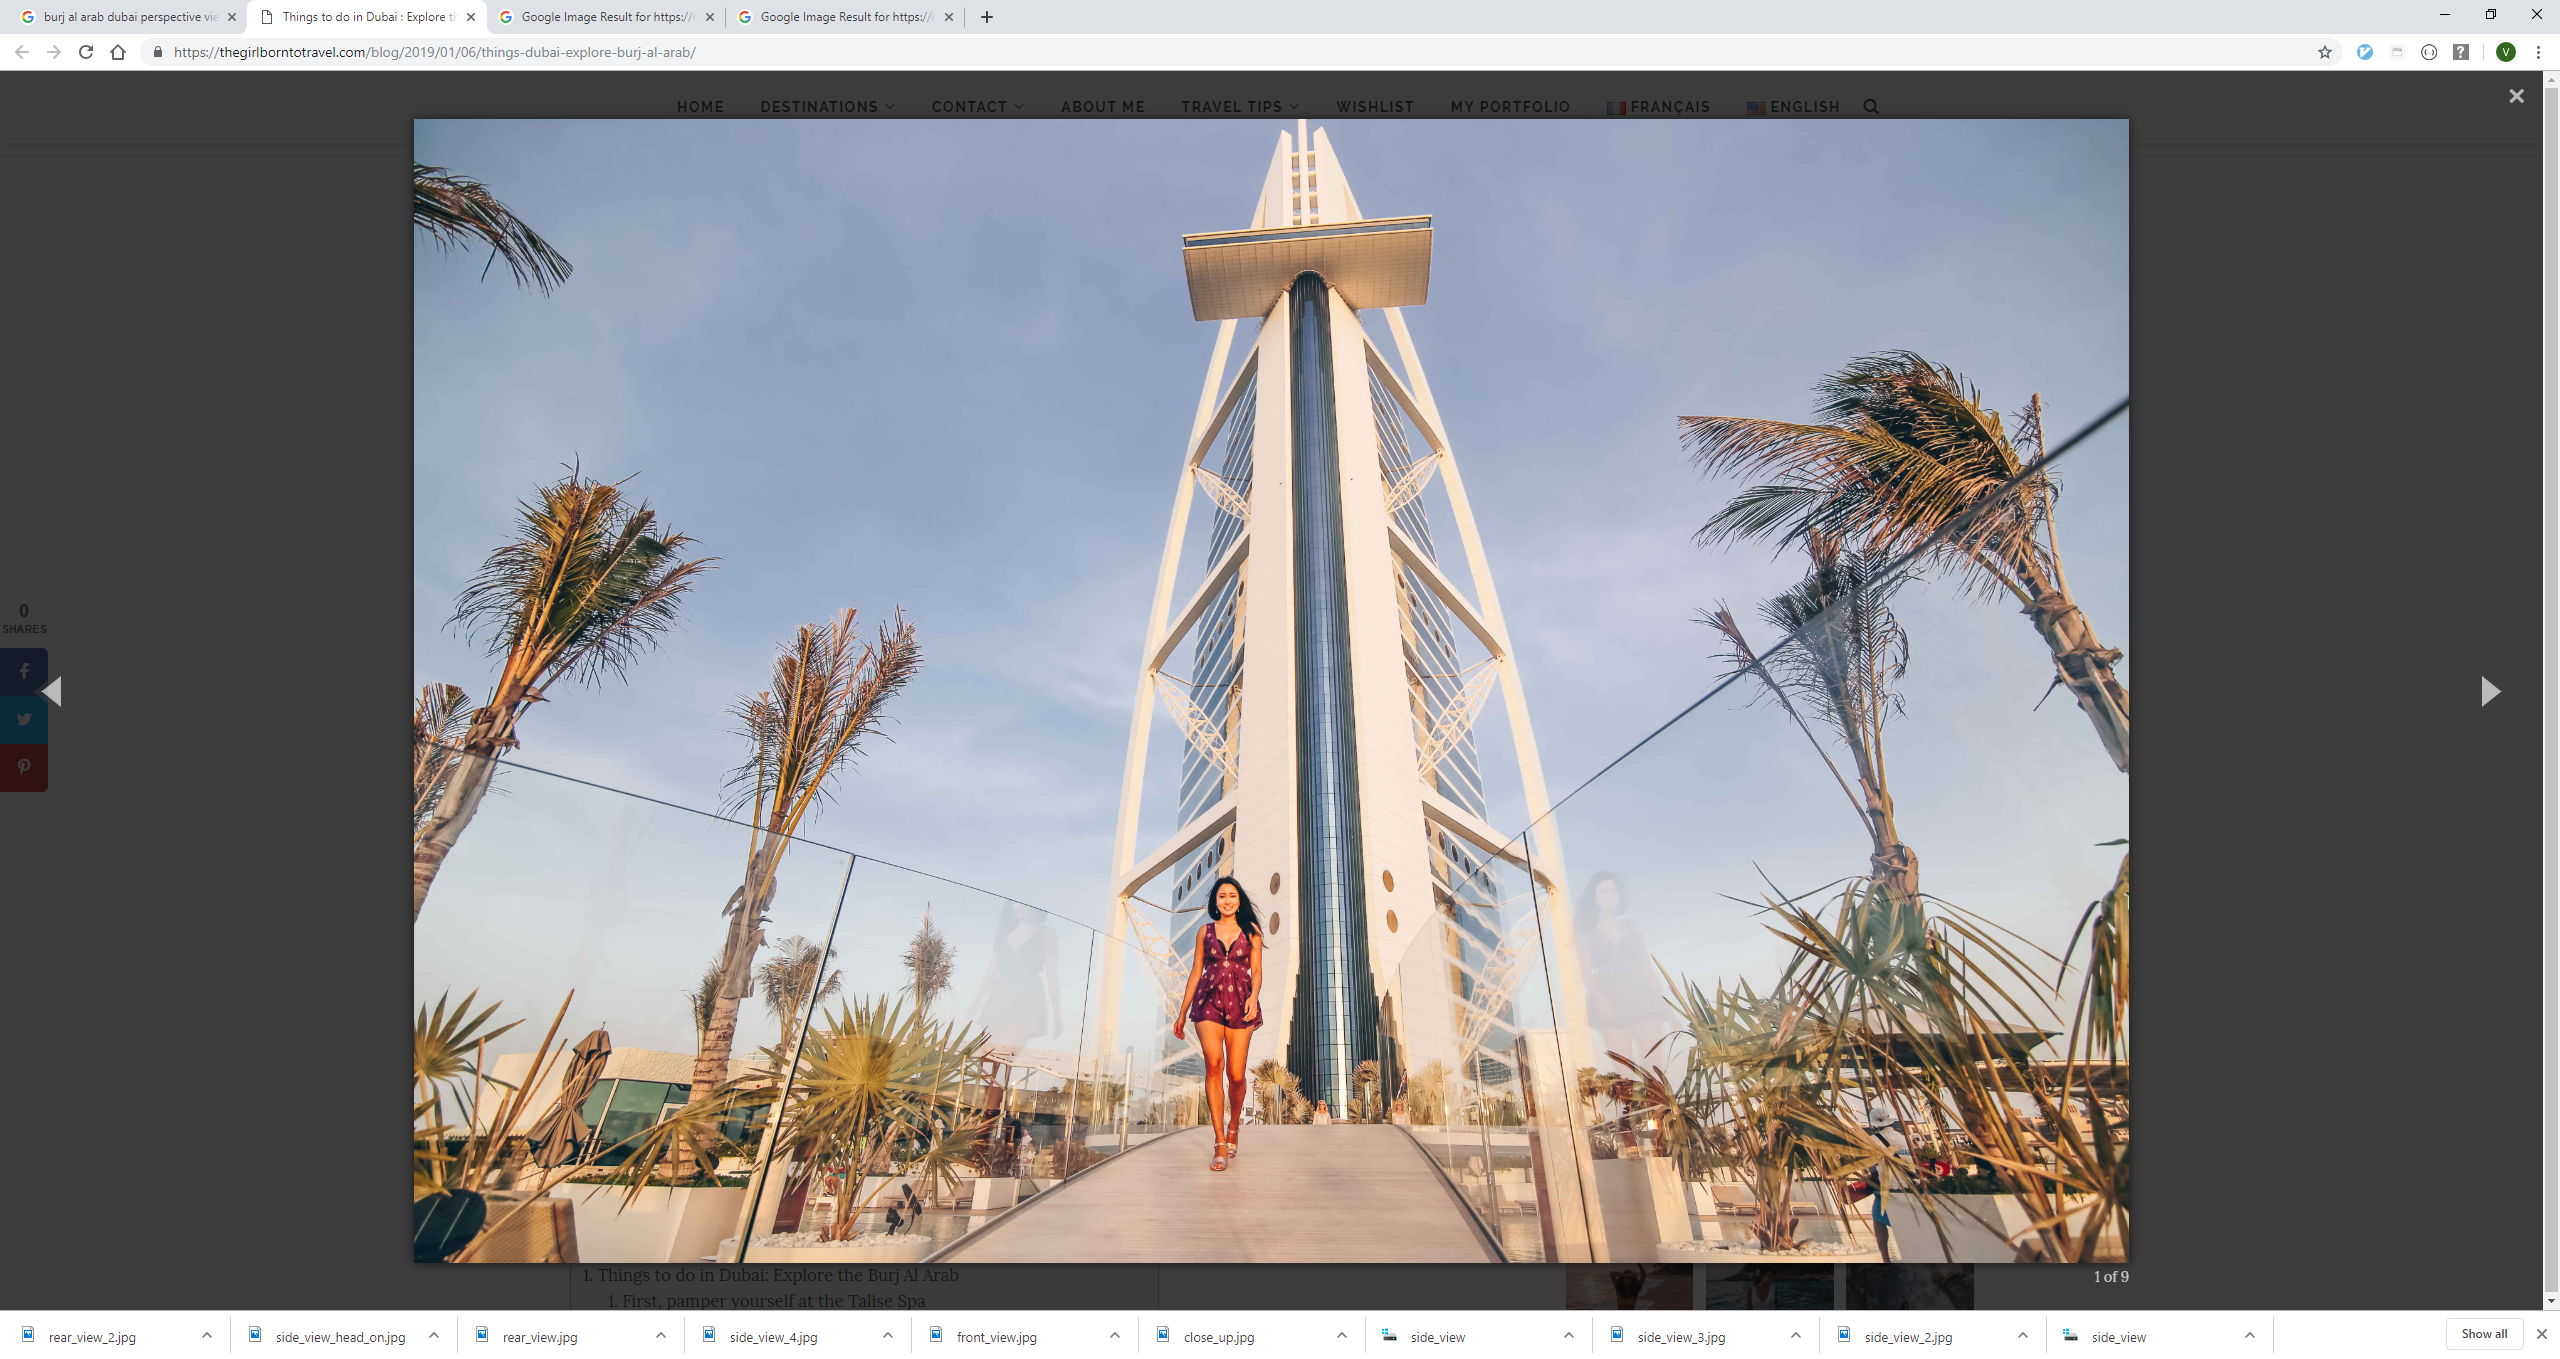 burj al arab dubai perspective vie
Things to do in Dubai : Explore th
Google Image Result for https://
Google Image Result for https://
https://thegirlborntotravel.com/blog/2019/01/06/things-dubai-explore-burj-al-arab/
V
HOME DESTINATIONS CONTACT ABOUT ME TRAVEL TIPS WISHLIST MY PORTFOLIO FRANÇAIS ENGLISH
0
SHARES
1. Things to do in Dubai: Explore the Burj Al Arab
1. First, pamper yourself at the Talise Spa
1 of 9
rear_view_2.jpg
side_view_head_on.jpg
rear_view.jpg
side_view_4.jpg
front_view.jpg
close_up.jpg
side_view
side_view_3.jpg
side_view_2.jpg
side_view
Show all